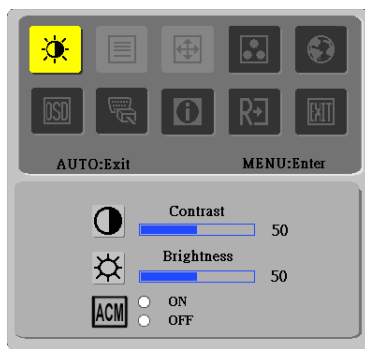 OSD R EXIT
AUTO:Exit MENU:Enter
Contrast
50
Brightness
50
ACM ON
OFF